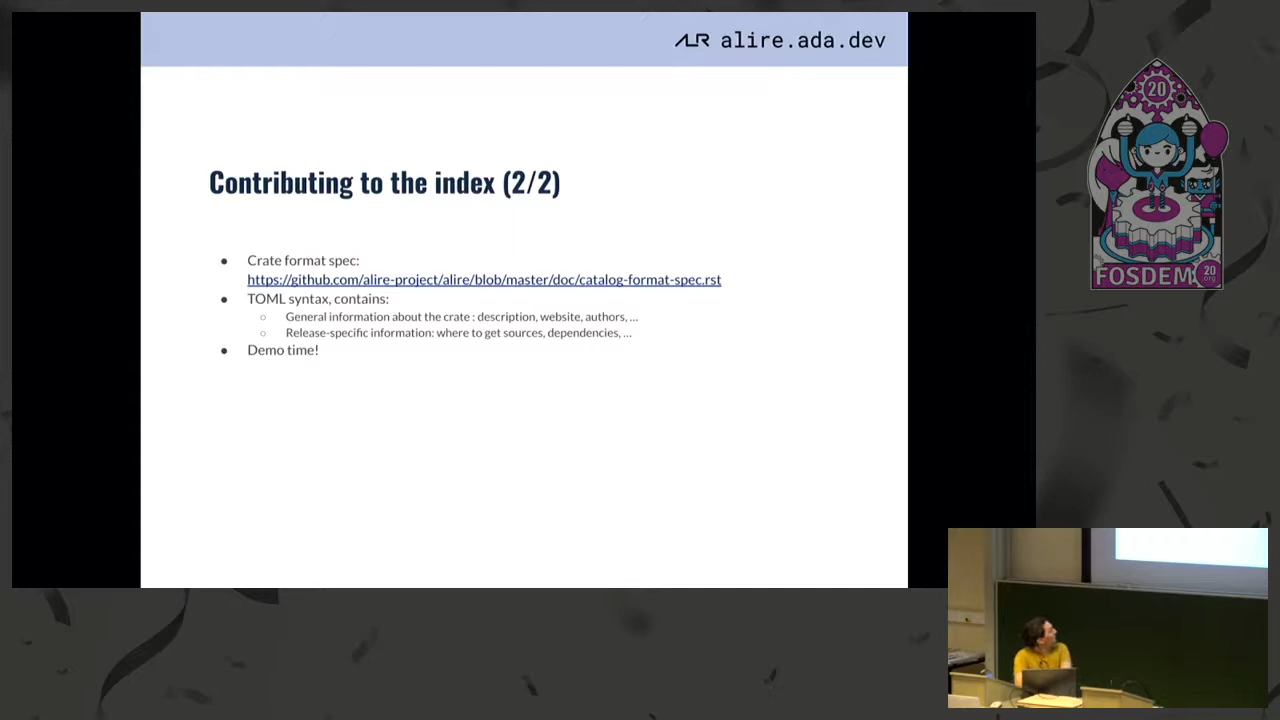 ALR alire.ada.dev
Contributing to the index (2/2)
● Crate format spec:
https://github.com/alire-project/alire/blob/master/doc/catalog-format-spec.rst
● TOML syntax, contains:
○ General information about the crate : description, website, authors, ...
○ Release-specific information: where to get sources, dependencies, ...
● Demo time!
20
FOSDEM 20
.org